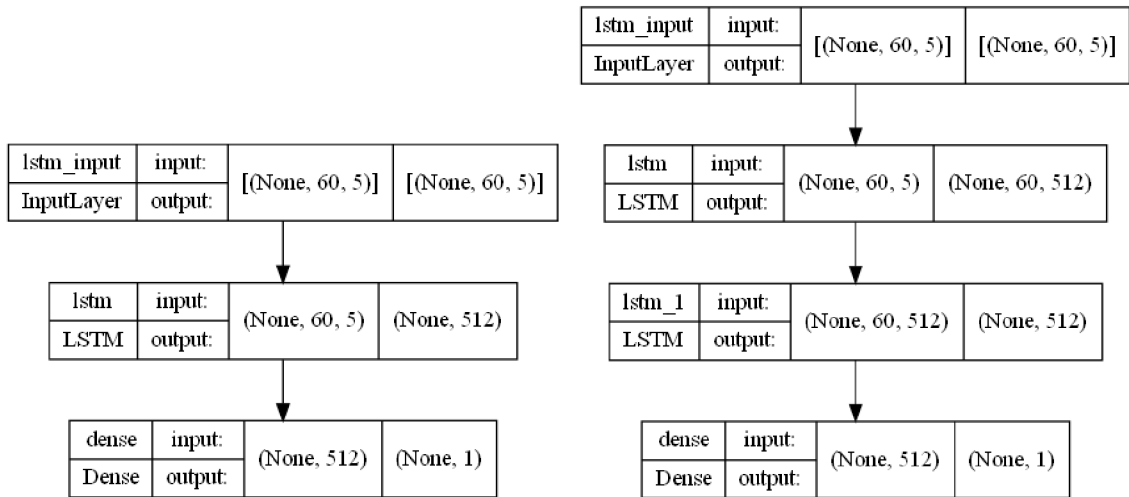 lstm_input input: [(None, 60, 5)] [(None, 60, 5)]
InputLayer output:
lstm input: (None, 60, 5) (None, 512)
LSTM output:
dense input: (None, 512) (None, 1)
Dense output:
lstm_input input: [(None, 60, 5)] [(None, 60, 5)]
InputLayer output:
lstm input: (None, 60, 5) (None, 60, 512)
LSTM output:
lstm_1 input: (None, 60, 512) (None, 512)
LSTM output:
dense input: (None, 512) (None, 1)
Dense output: